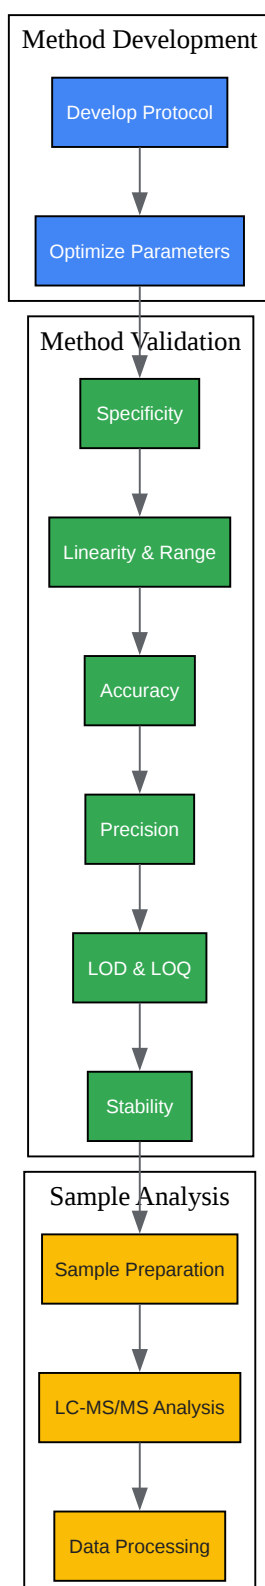 Method Development
Develop Protocol
Optimize Parameters
Method Validation
Specificity
Linearity & Range
Accuracy
Precision
LOD & LOQ
Stability
Sample Analysis
Sample Preparation
LC-MS/MS Analysis
Data Processing